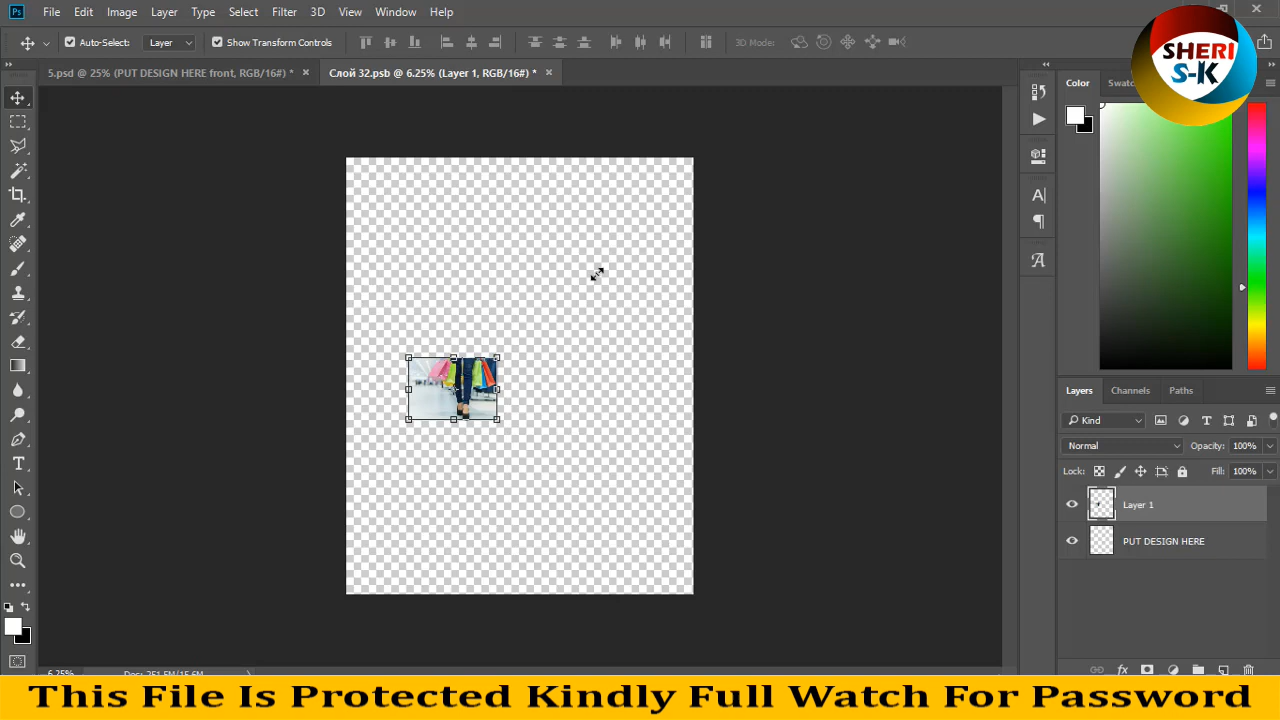 Ps File Edit Image Layer Type Select Filter 3D View Window Help
Auto-Select: Layer Show Transform Controls 3D Mode:
SHERI
S-K
5.psd @ 25% (PUT DESIGN HERE front, RGB/16#) * × Слой 32.psb @ 6.25% (Layer 1, RGB/16#) * ×
Color Swatc
Layers Channels Paths
Kind
Normal Opacity: 100%
Lock: Fill: 100%
Layer 1
PUT DESIGN HERE
6.25% Doc: 251.5M/15.6M
This File Is Protected Kindly Full Watch For Password